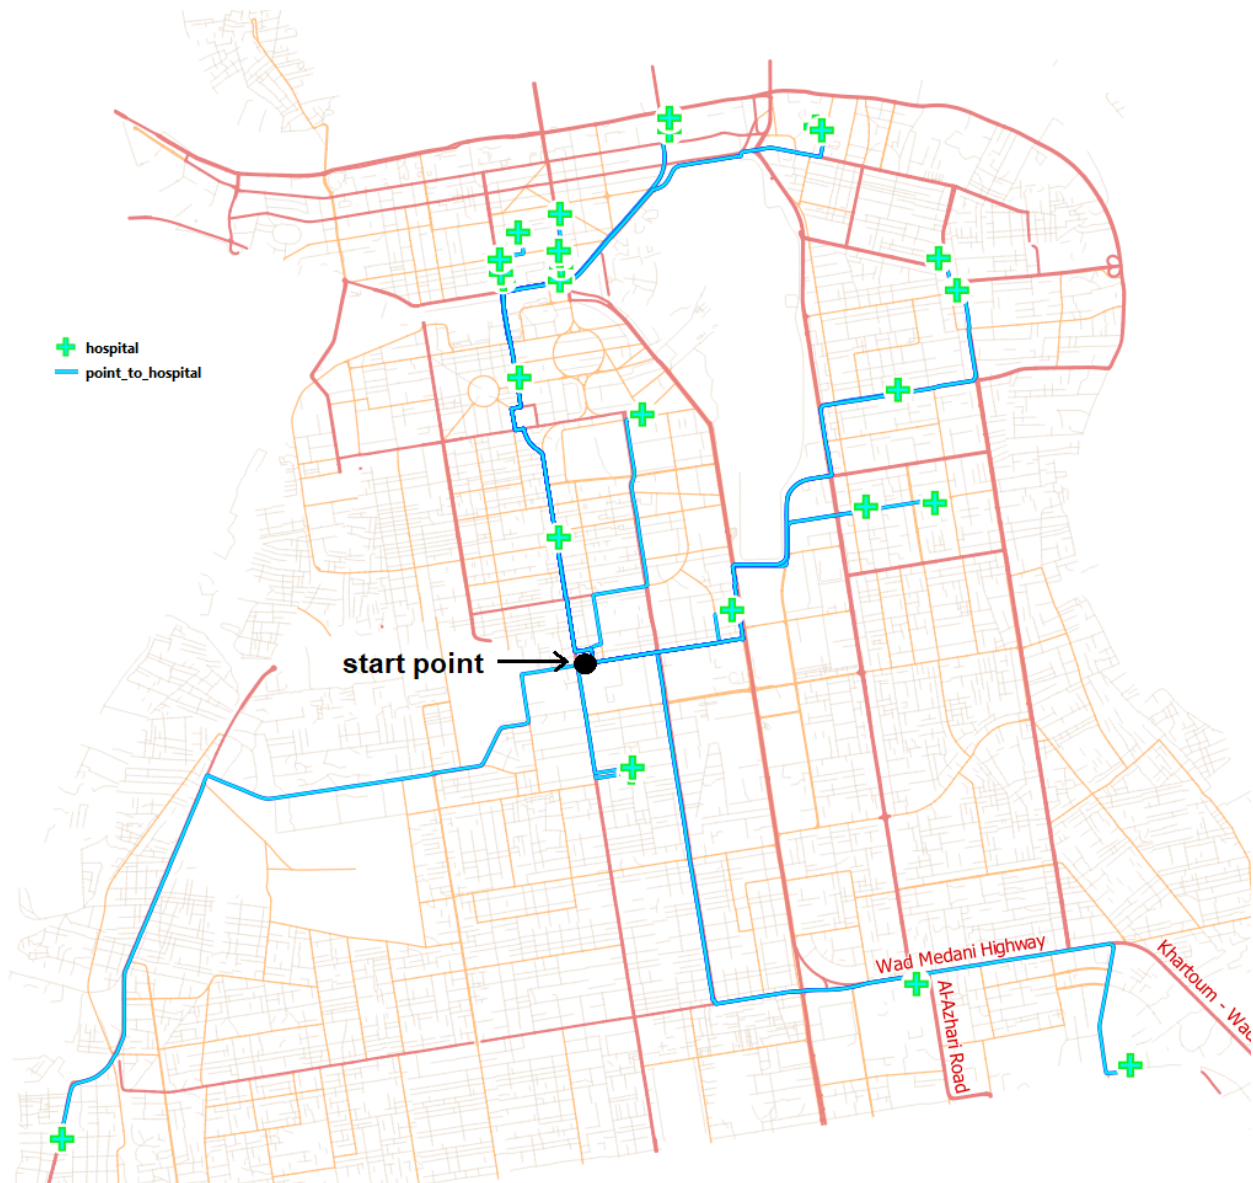 hospital
point_to_hospital
start point
Wad Medani Highway
Khartoum - Wad
Al-Azhari Road